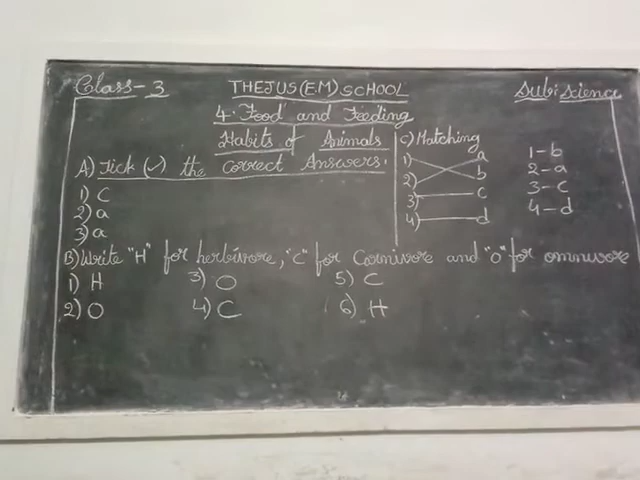 Class-3 THEJUS (E.M) SCHOOL Sub: Science
4. Food and Feeding
Habits of Animals
A) Tick (✓) the Correct Answers.
1) C
2) a
3) a
C) Matching
1) a
2) b
3) c
4) d
1-b
2-a
3-c
4-d
B) Write "H" for herbivore, "C" for Carnivore and "O" for omnivore
1) H 3) O 5) C
2) O 4) C 6) H